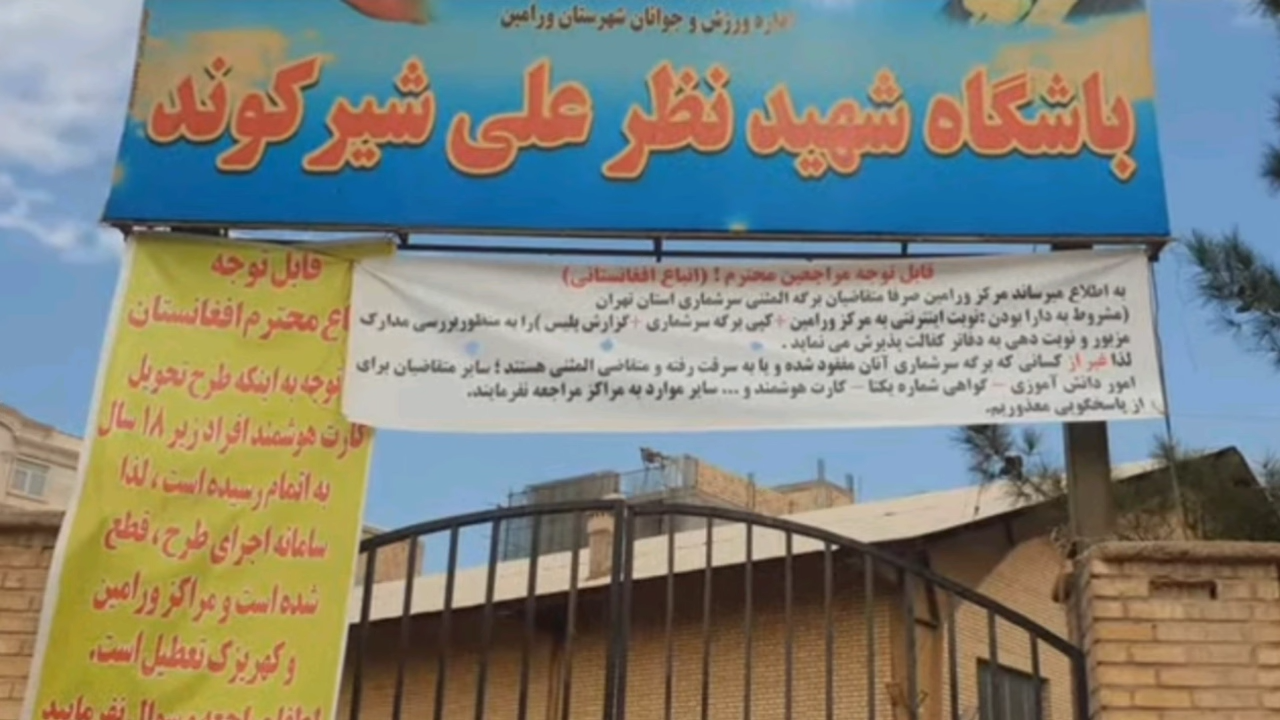 اداره ورزش و جوانان شهرستان ورامین
باشگاه شهید نظر علی شیرکوند
قابل توجه مراجعین محترم ! (اتباع افغانستانی)
به اطلاع میرساند مرکز ورامین صرفا متقاضیان برگه المثنی سرشماری استان تهران
(مشروط به دارا بودن :نوبت اینترنتی به مرکز ورامین +کپی برگه سرشماری +گزارش پلیس )را به منظوربررسی مدارک
مزبور و نوبت دهی به دفاتر کفالت پذیرش می نماید .
لذا غیر از کسانی که برگه سرشماری آنان مفقود شده و یا به سرقت رفته و متقاضی المثنی هستند ؛ سایر متقاضیان برای
امور دانش آموزی – گواهی شماره یکتا – کارت هوشمند و ... سایر موارد به مراکز مراجعه نفرمایند.
از پاسخگویی معذوریم.
قابل توجه
محترم افغانستان
توجه به اینکه طرح تحویل
کارت هوشمند افراد زیر ۱۸ سال
به اتمام رسیده است ، لذا
سامانه اجرای طرح ، قطع
شده است و مراکز ورامین
و کهریزک تعطیل است.